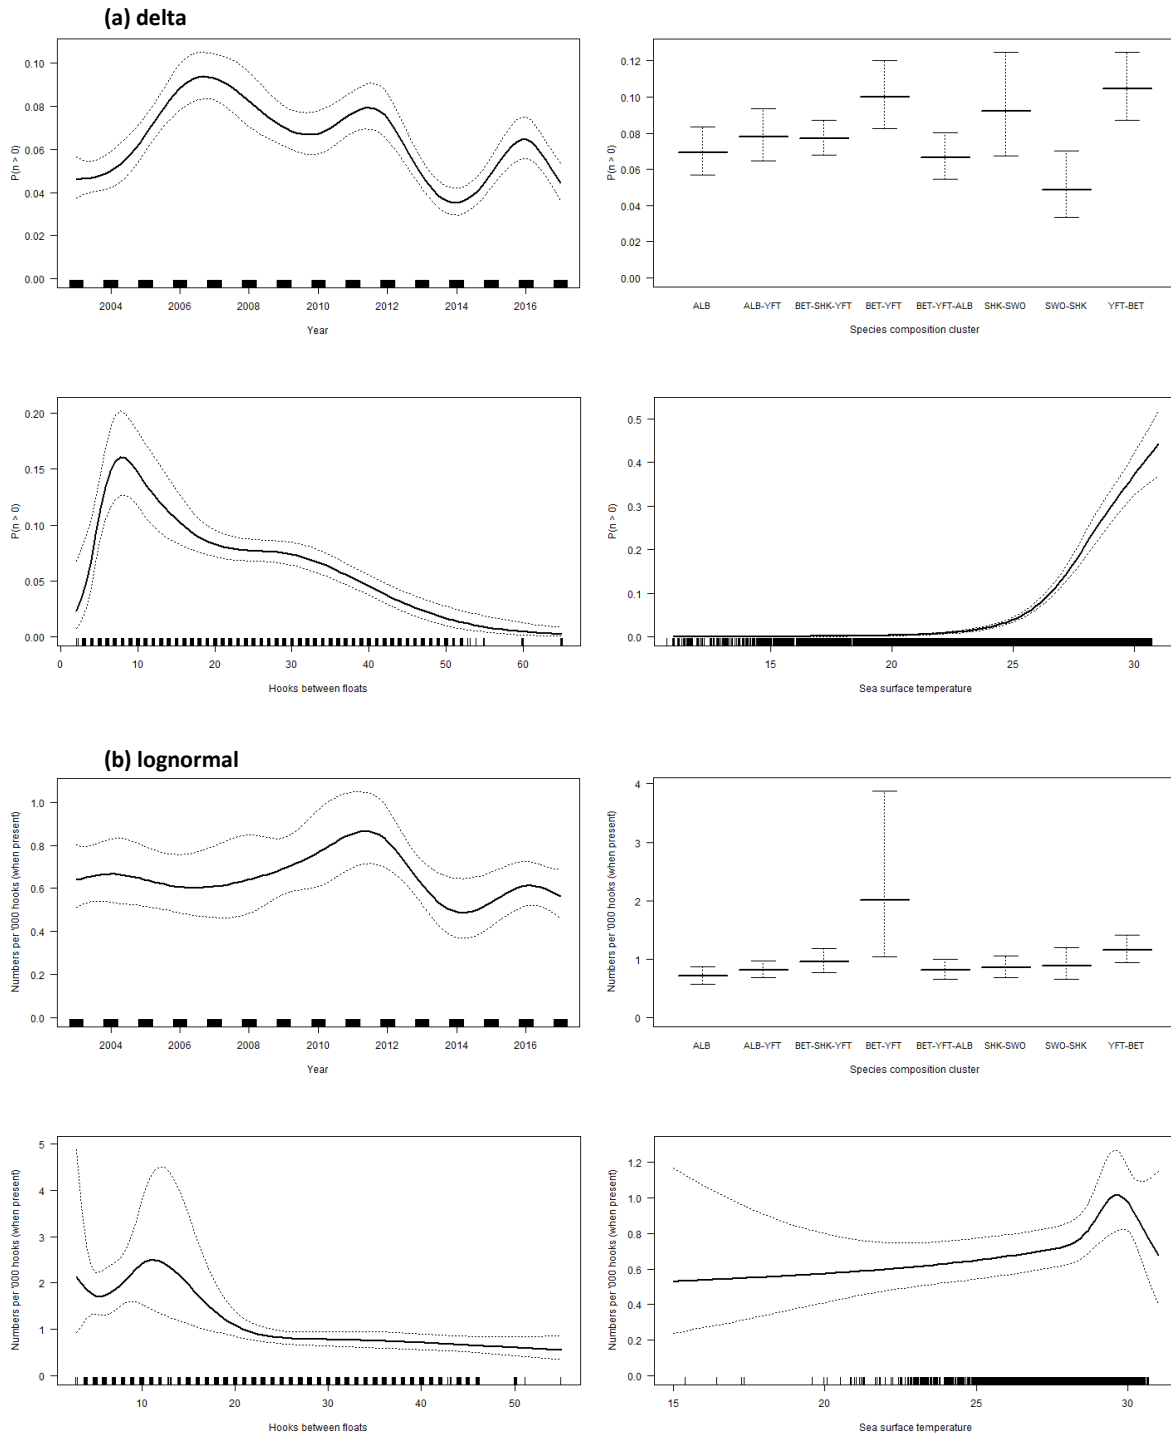 (a) delta
P(n > 0)
0.10
0.08
0.06
0.04
0.02
0.00
2004 2006 2008 2010 2012 2014 2016
Year
P(n > 0)
0.12
0.10
0.08
0.06
0.04
0.02
0.00
ALB ALB-YFT BET-SHK-YFT BET-YFT BET-YFT-ALB SHK-SWO SWO-SHK YFT-BET
Species composition cluster
P(n > 0)
0.20
0.15
0.10
0.05
0.00
0 10 20 30 40 50 60
Hooks between floats
P(n > 0)
0.5
0.4
0.3
0.2
0.1
0.0
15 20 25 30
Sea surface temperature
(b) lognormal
Numbers per '000 hooks (when present)
1.0
0.8
0.6
0.4
0.2
0.0
2004 2006 2008 2010 2012 2014 2016
Year
Numbers per '000 hooks (when present)
4
3
2
1
0
ALB ALB-YFT BET-SHK-YFT BET-YFT BET-YFT-ALB SHK-SWO SWO-SHK YFT-BET
Species composition cluster
Numbers per '000 hooks (when present)
5
4
3
2
1
0
10 20 30 40 50
Hooks between floats
Numbers per '000 hooks (when present)
1.2
1.0
0.8
0.6
0.4
0.2
0.0
15 20 25 30
Sea surface temperature